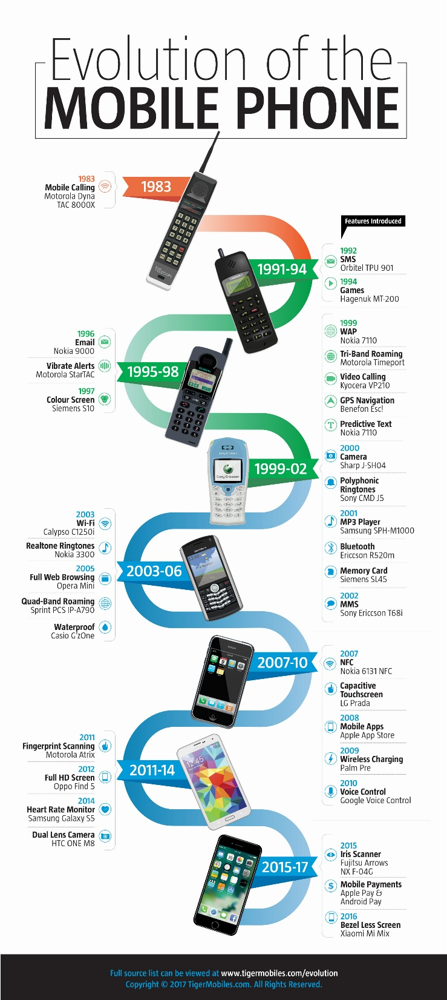 Evolution of the
MOBILE PHONE
1983
Mobile Calling
Motorola Dyna
TAC 8000X
1983
Features Introduced
1991-94
1992
SMS
Orbitel TPU 901
1994
Games
Hagenuk MT-200
1996
Email
Nokia 9000
Vibrate Alerts
Motorola StarTAC
1997
Colour Screen
Siemens S10
1995-98
1999
WAP
Nokia 7110
Tri-Band Roaming
Motorola Timeport
Video Calling
Kyocera VP210
GPS Navigation
Benefon Esc!
Predictive Text
Nokia 7110
2000
Camera
Sharp J-SH04
Polyphonic
Ringtones
Sony CMD J5
2001
MP3 Player
Samsung SPH-M1000
Bluetooth
Ericcson R520m
Memory Card
Siemens SL45
2002
MMS
Sony Ericcson T68i
1999-02
Sony Ericsson
2003
Wi-Fi
Calypso C1250i
Realtone Ringtones
Nokia 3300
2005
Full Web Browsing
Opera Mini
Quad-Band Roaming
Sprint PCS IP-A790
Waterproof
Casio G'zOne
2003-06
2007-10
2007
NFC
Nokia 6131 NFC
Capacitive
Touchscreen
LG Prada
2008
Mobile Apps
Apple App Store
2009
Wireless Charging
Palm Pre
2010
Voice Control
Google Voice Control
2011
Fingerprint Scanning
Motorola Atrix
2012
Full HD Screen
Oppo Find 5
2014
Heart Rate Monitor
Samsung Galaxy S5
Dual Lens Camera
HTC ONE M8
2011-14
12:45
2015-17
2015
Iris Scanner
Fujitsu Arrows
NX F-04G
Mobile Payments
Apple Pay &
Android Pay
2016
Bezel Less Screen
Xiaomi Mi Mix
Full source list can be viewed at www.tigermobiles.com/evolution
Copyright © 2017 TigerMobiles.com. All Rights Reserved.